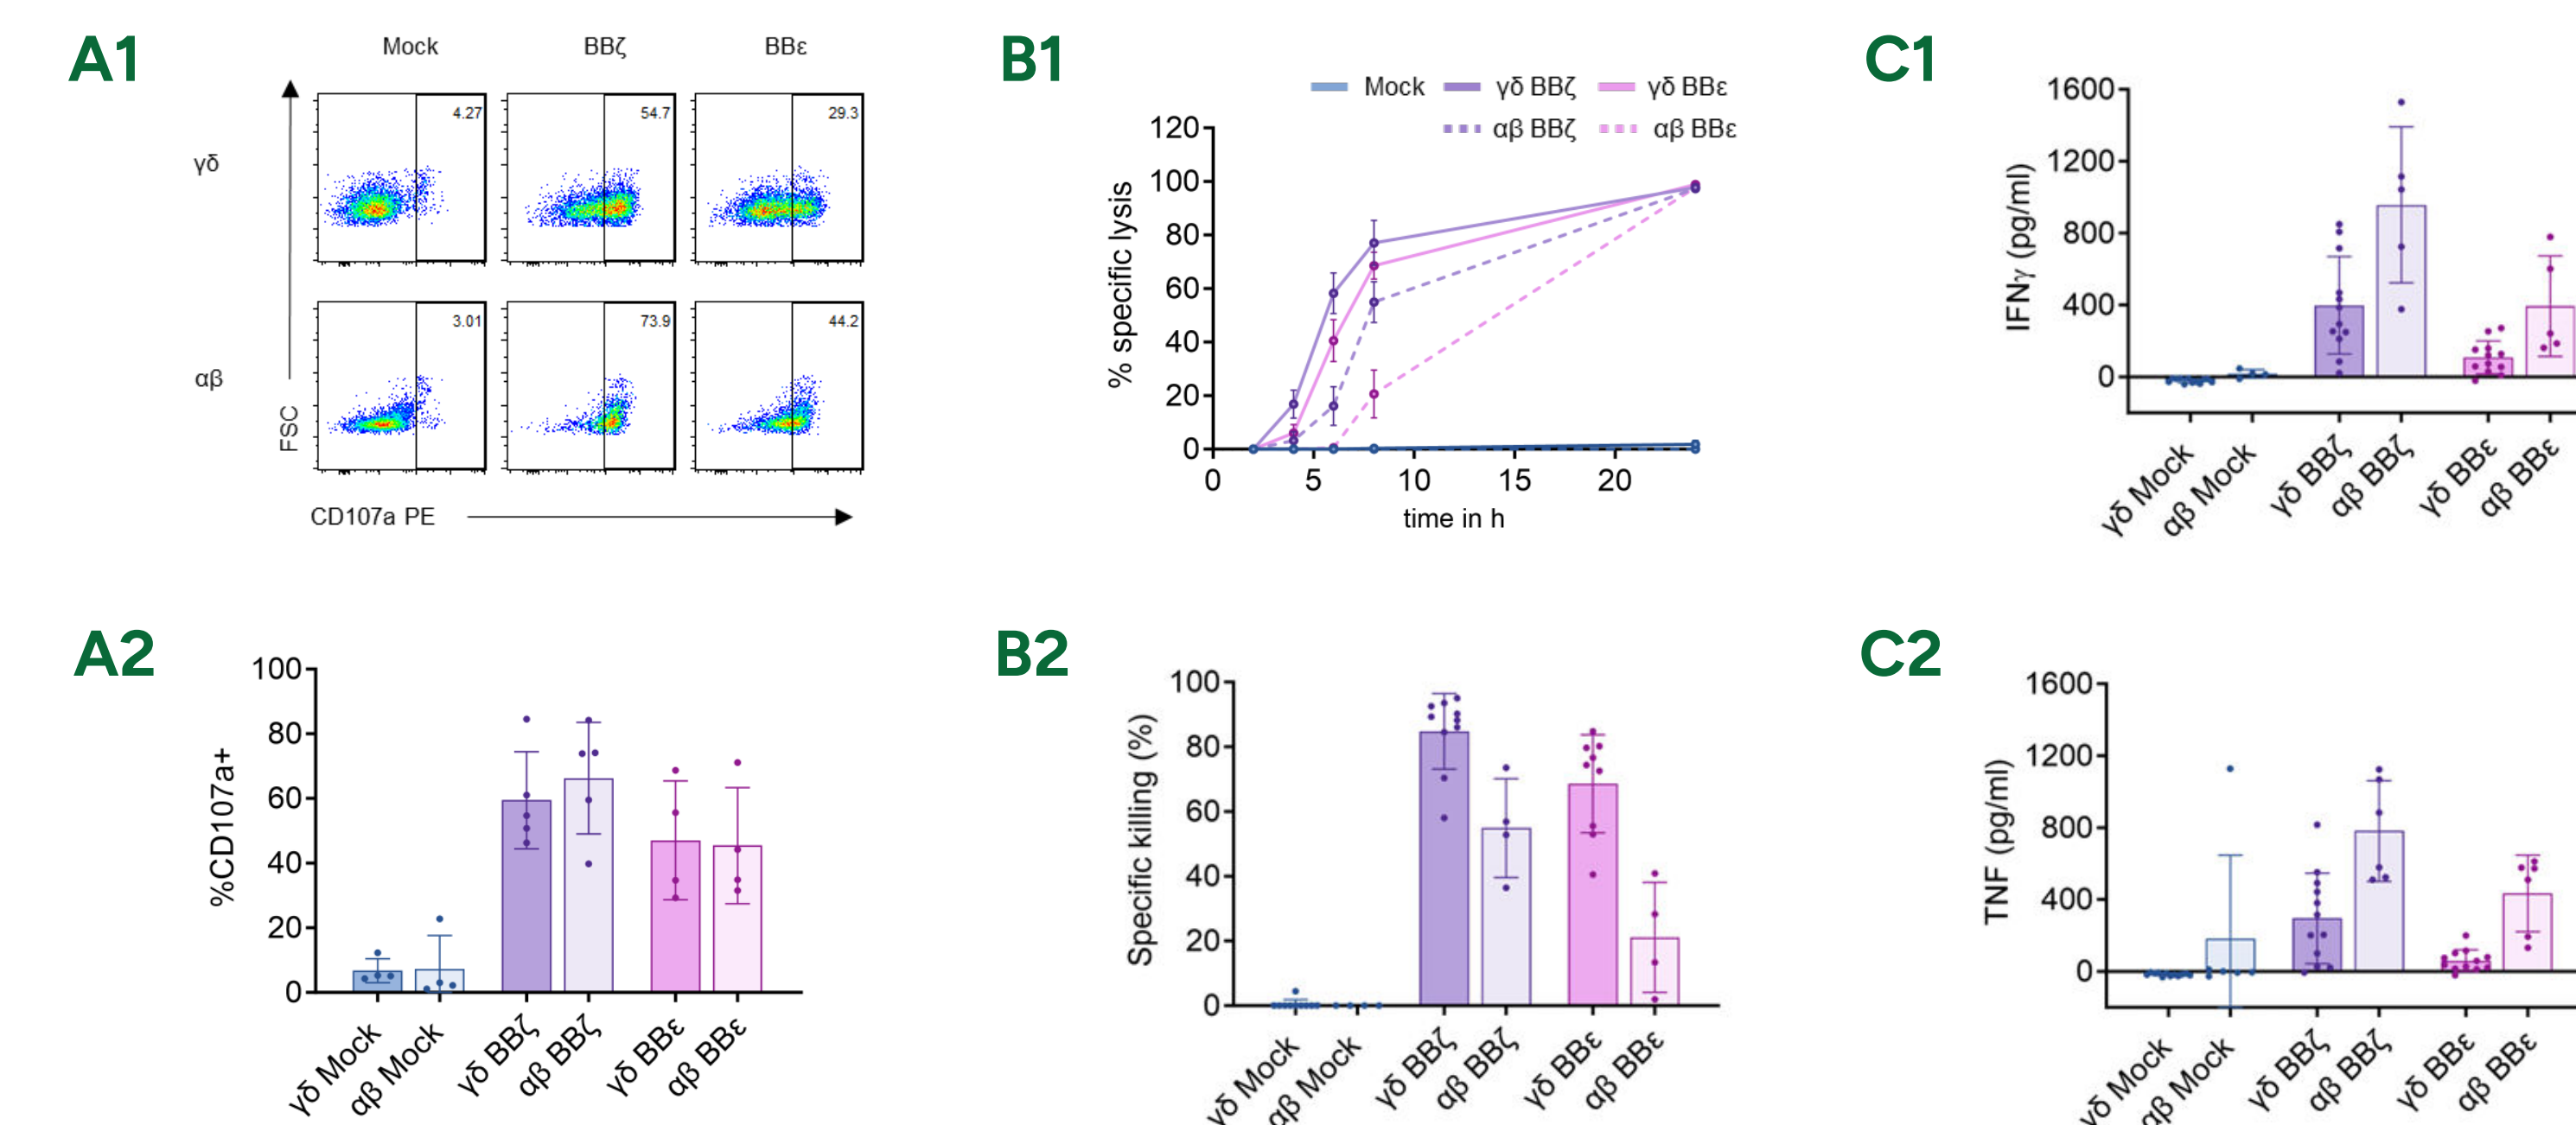 A1
Mock BBζ BBε
γδ
4.27 54.7 29.3
αβ
3.01 73.9 44.2
FSC
CD107a PE
B1
Mock γδ BBζ γδ BBε
αβ BBζ αβ BBε
% specific lysis
120
100
80
60
40
20
0
0 5 10 15 20
time in h
C1
IFNγ (pg/ml)
1600
1200
800
400
0
γδ Mock αβ Mock γδ BBζ αβ BBζ γδ BBε αβ BBε
A2
%CD107a+
100
80
60
40
20
0
γδ Mock αβ Mock γδ BBζ αβ BBζ γδ BBε αβ BBε
B2
Specific killing (%)
100
80
60
40
20
0
γδ Mock αβ Mock γδ BBζ αβ BBζ γδ BBε αβ BBε
C2
TNF (pg/ml)
1600
1200
800
400
0
γδ Mock αβ Mock γδ BBζ αβ BBζ γδ BBε αβ BBε